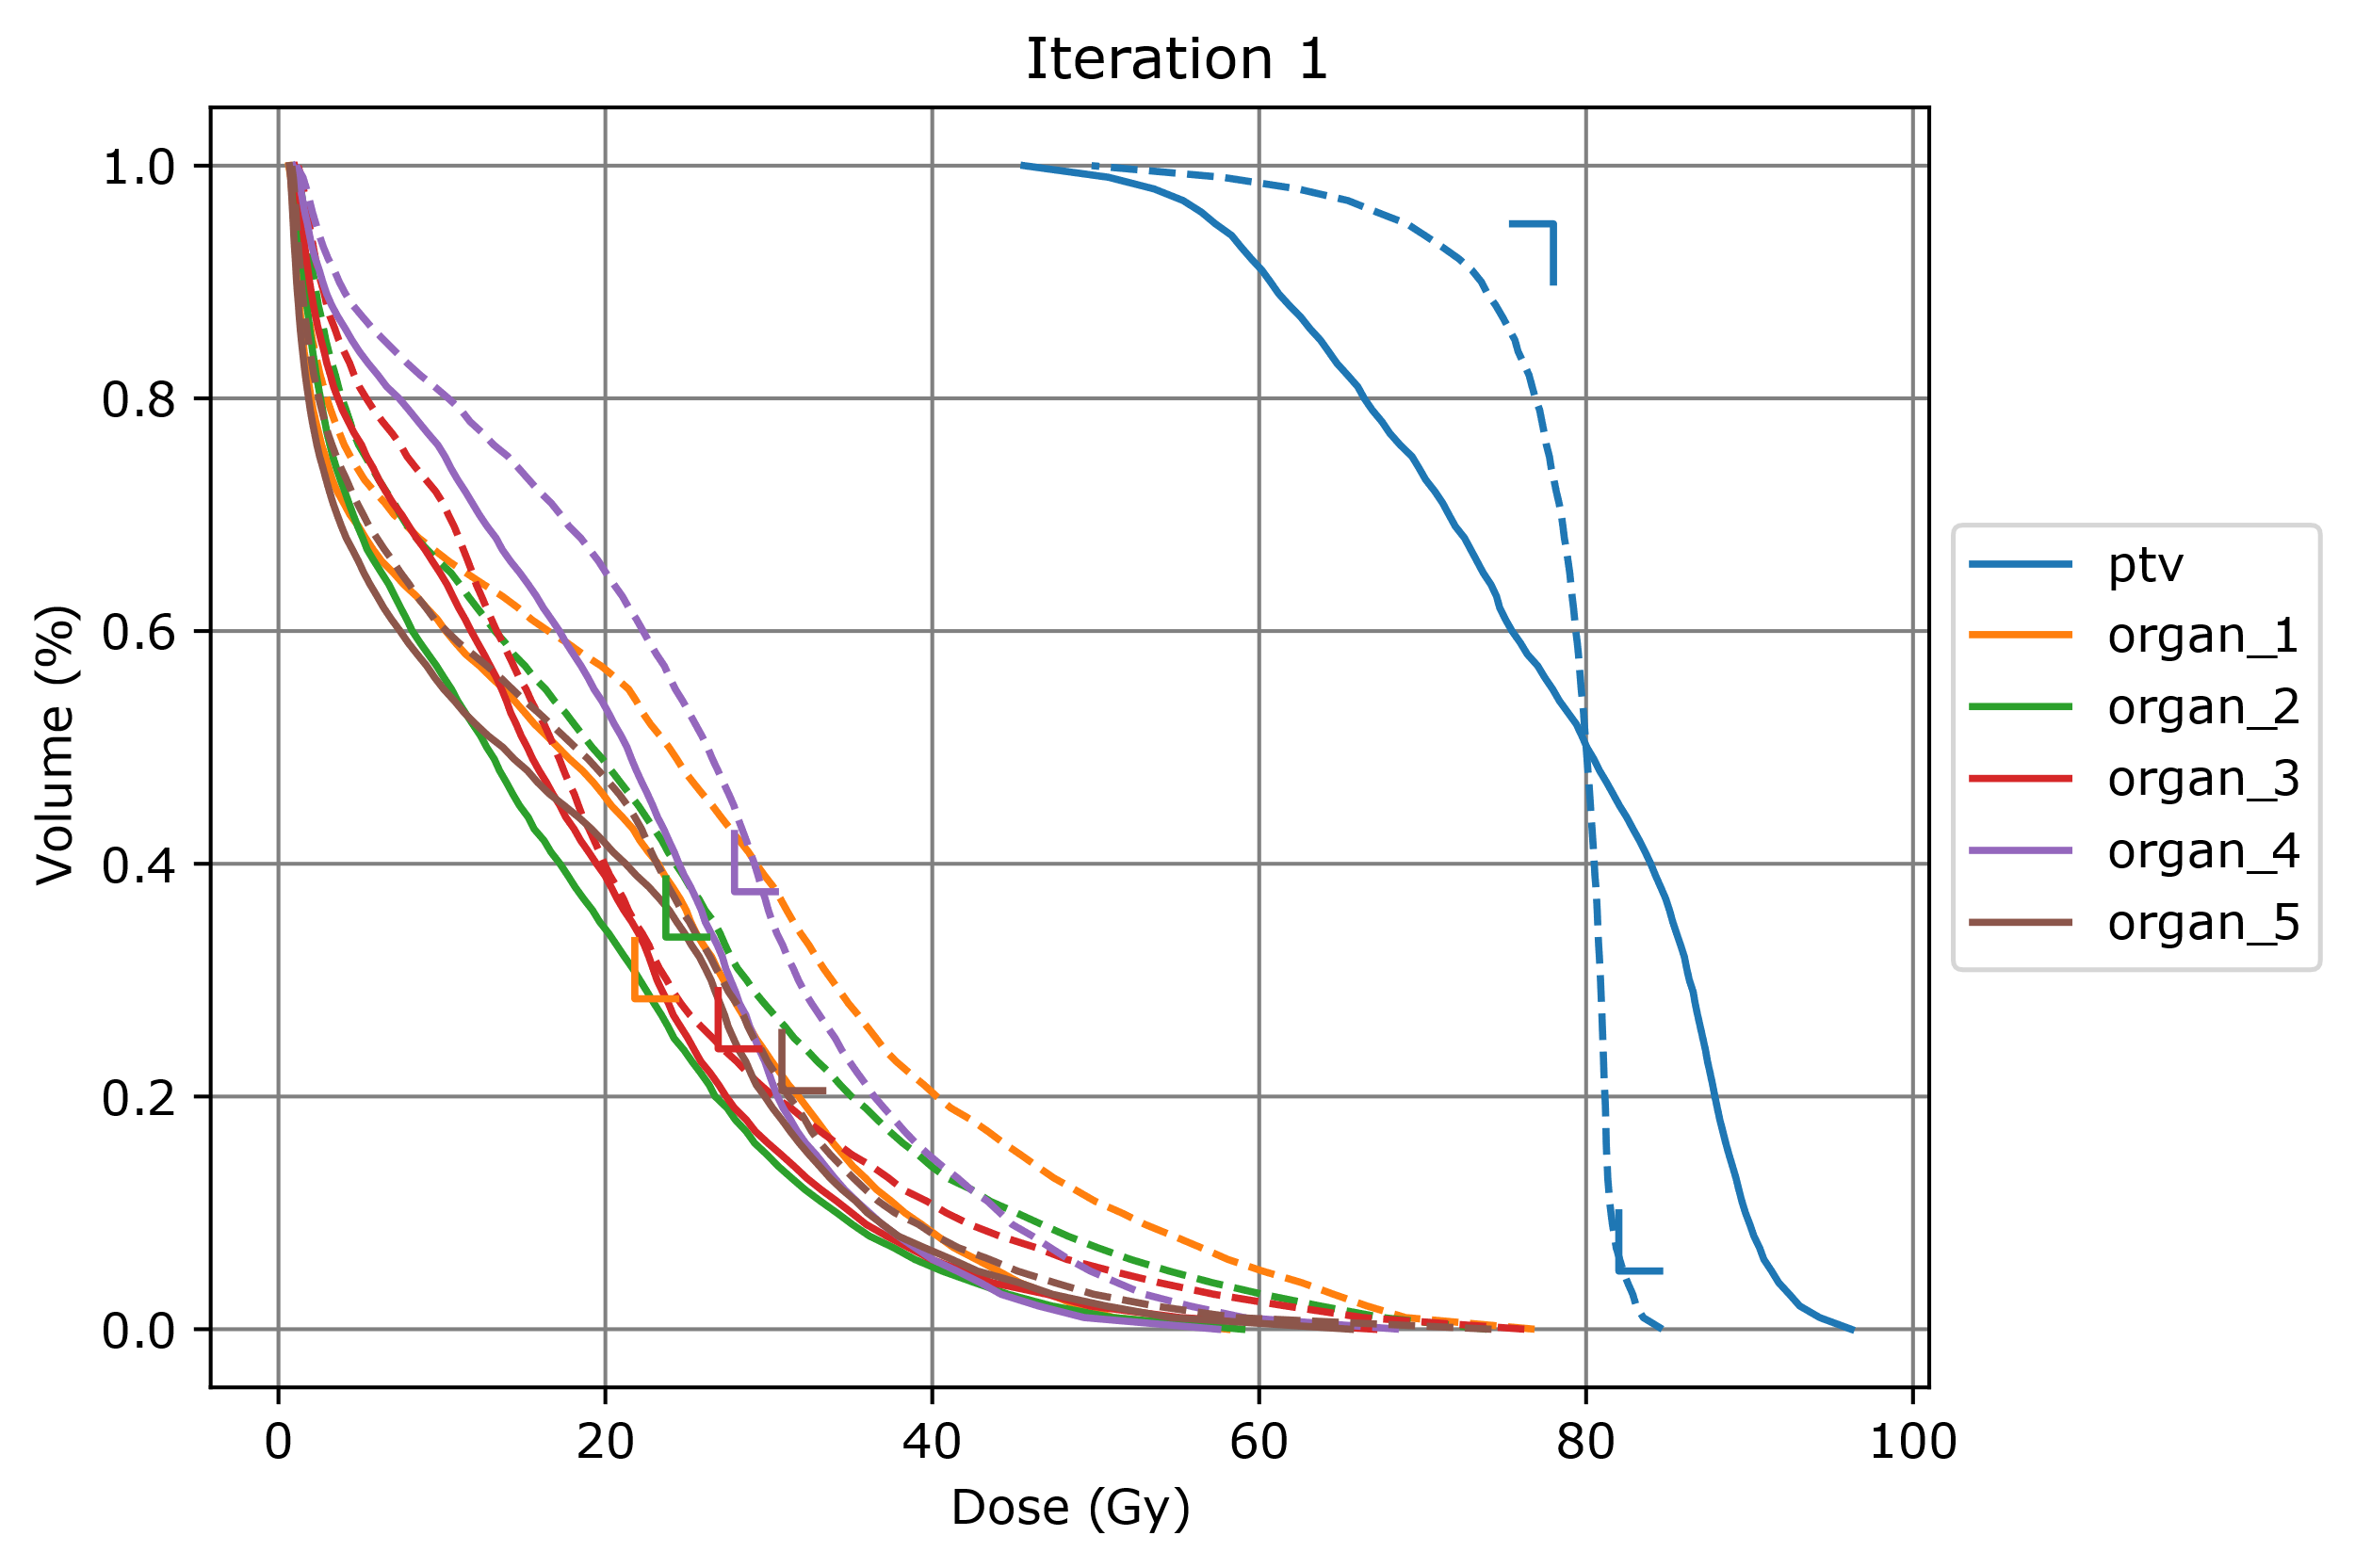 Iteration 1
1.0
0.8
0.6
0.4
0.2
0.0
Volume (%)
0 20 40 60 80 100
Dose (Gy)
ptv
organ_1
organ_2
organ_3
organ_4
organ_5